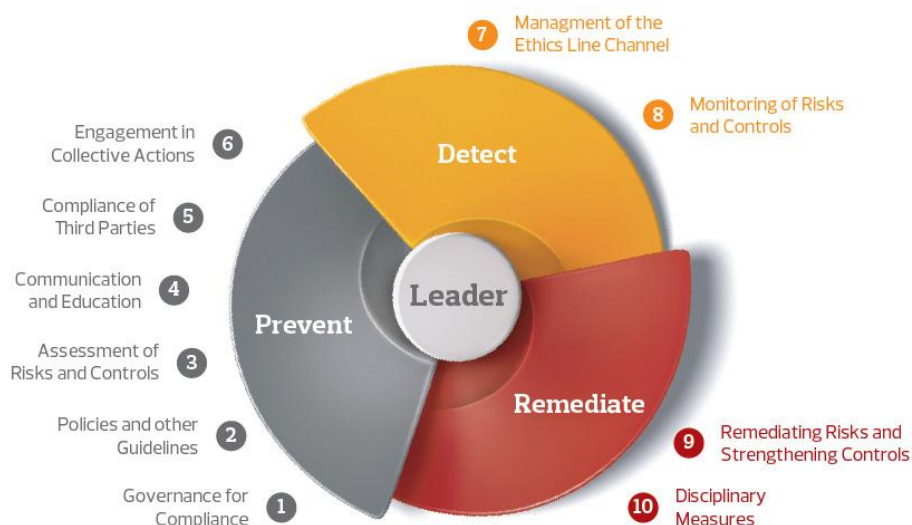 7
Managment of the
Ethics Line Channel
8
Monitoring of Risks
and Controls
Engagement in
Collective Actions
6
Compliance of
Third Parties
5
Communication
and Education
4
Assessment of
Risks and Controls
3
Policies and other
Guidelines
2
Governance for
Compliance
1
Detect
Prevent
Leader
Remediate
9
Remediating Risks and
Strengthening Controls
10
Disciplinary
Measures